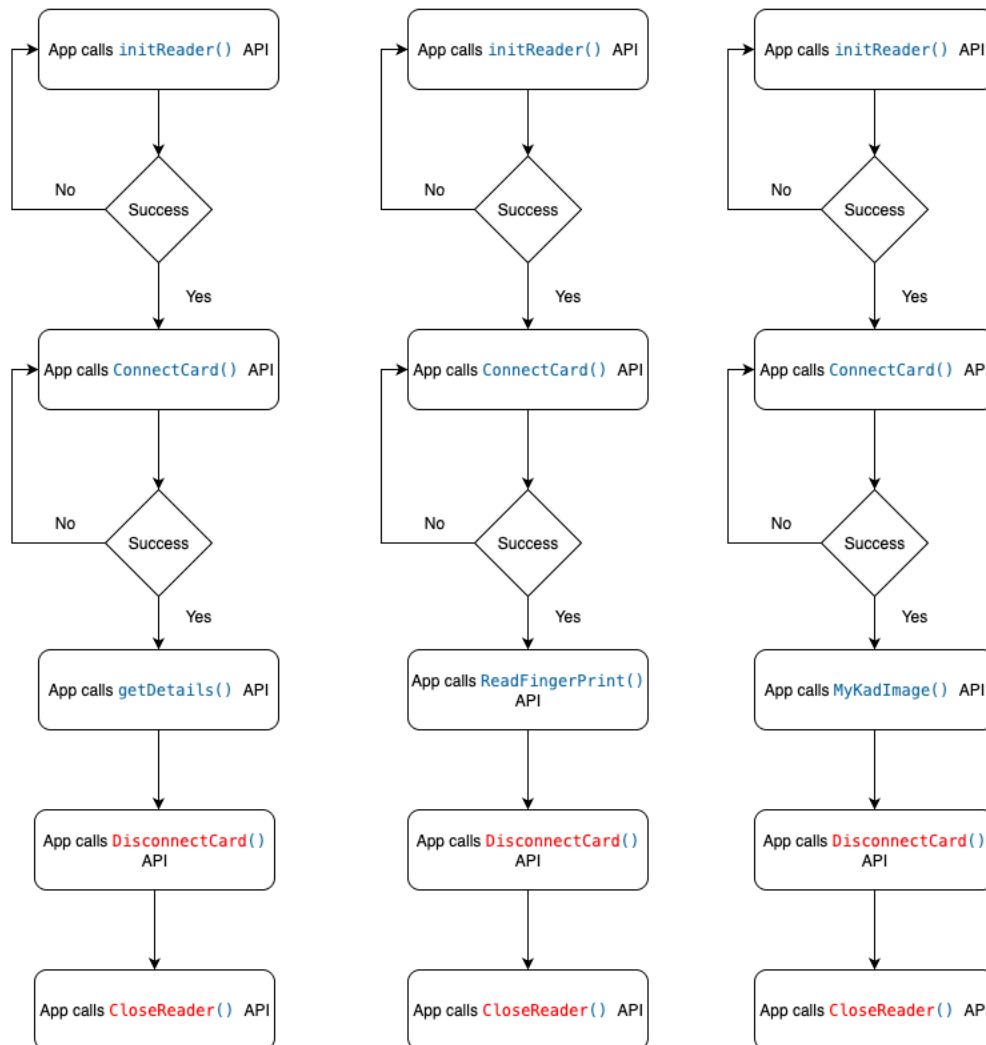 App calls initReader() API
No
Success
Yes
App calls ConnectCard() API
No
Success
Yes
App calls getDetails() API
App calls DisconnectCard()
API
App calls CloseReader() API
App calls initReader() API
No
Success
Yes
App calls ConnectCard() API
No
Success
Yes
App calls ReadFingerPrint()
API
App calls DisconnectCard()
API
App calls CloseReader() API
App calls initReader() API
No
Success
Yes
App calls ConnectCard() API
No
Success
Yes
App calls MyKadImage() API
App calls DisconnectCard()
API
App calls CloseReader() API